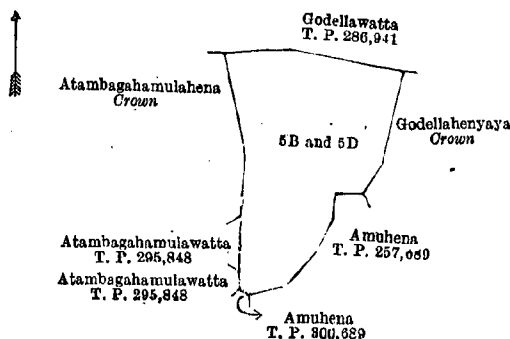 Godellawatta
T. P. 286,941
Atambagahamulahena
Crown
Godellahenyaya
Crown
5B and 5D
Atambagahamulawatta
T. P. 295,848
Amuhena
T. P. 257,689
Atambagahamulawatta
T. P. 295,848
Amuhena
T. P. 300,689